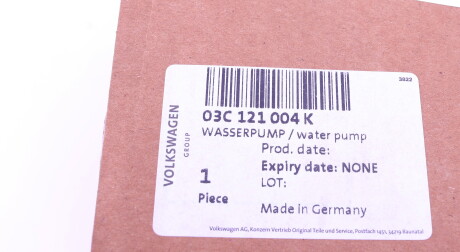 3822
03C 121 004 K
WASSERPUMP / water pump
Prod. date:
Expiry date: NONE
LOT:
1
Piece
Made in Germany
VOLKSWAGEN
GROUP
Volkswagen AG, Konzern Vertrieb Original Teile und Service, Postfach 1451, 34219 Baunatal